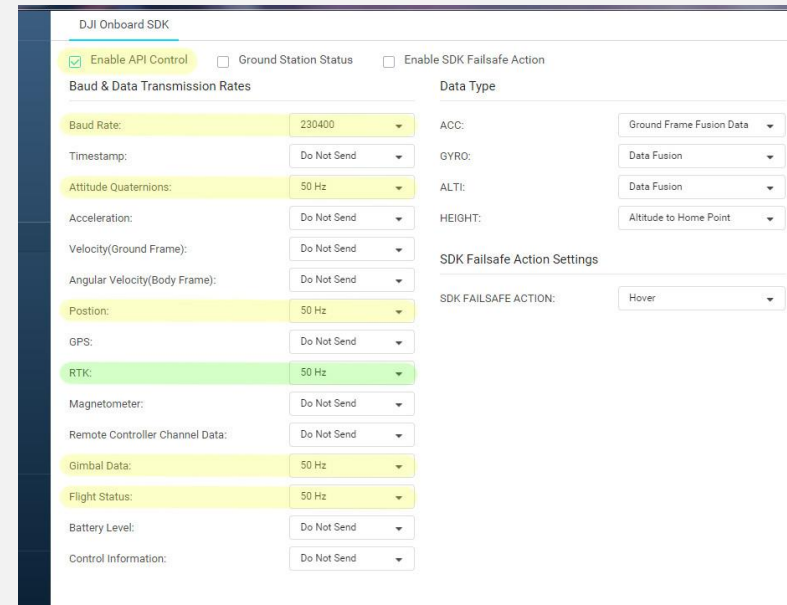 DJI Onboard SDK
Enable API Control
Ground Station Status
Enable SDK Failsafe Action
Baud & Data Transmission Rates
Baud Rate: 230400
Timestamp: Do Not Send
Attitude Quaternions: 50 Hz
Acceleration: Do Not Send
Velocity(Ground Frame): Do Not Send
Angular Velocity(Body Frame): Do Not Send
Postion: 50 Hz
GPS: Do Not Send
RTK: 50 Hz
Magnetometer: Do Not Send
Remote Controller Channel Data: Do Not Send
Gimbal Data: 50 Hz
Flight Status: 50 Hz
Battery Level: Do Not Send
Control Information: Do Not Send
Data Type
ACC: Ground Frame Fusion Data
GYRO: Data Fusion
ALTI: Data Fusion
HEIGHT: Altitude to Home Point
SDK Failsafe Action Settings
SDK FAILSAFE ACTION: Hover